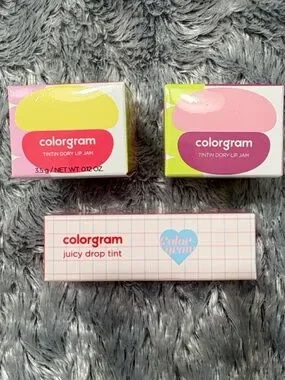 colorgram
TINTIN DORY LIP JAM
3.5 g / NET WT. 0.12 OZ.
colorgram
TINTIN DORY LIP JAM
colorgram
juicy drop tint
Color